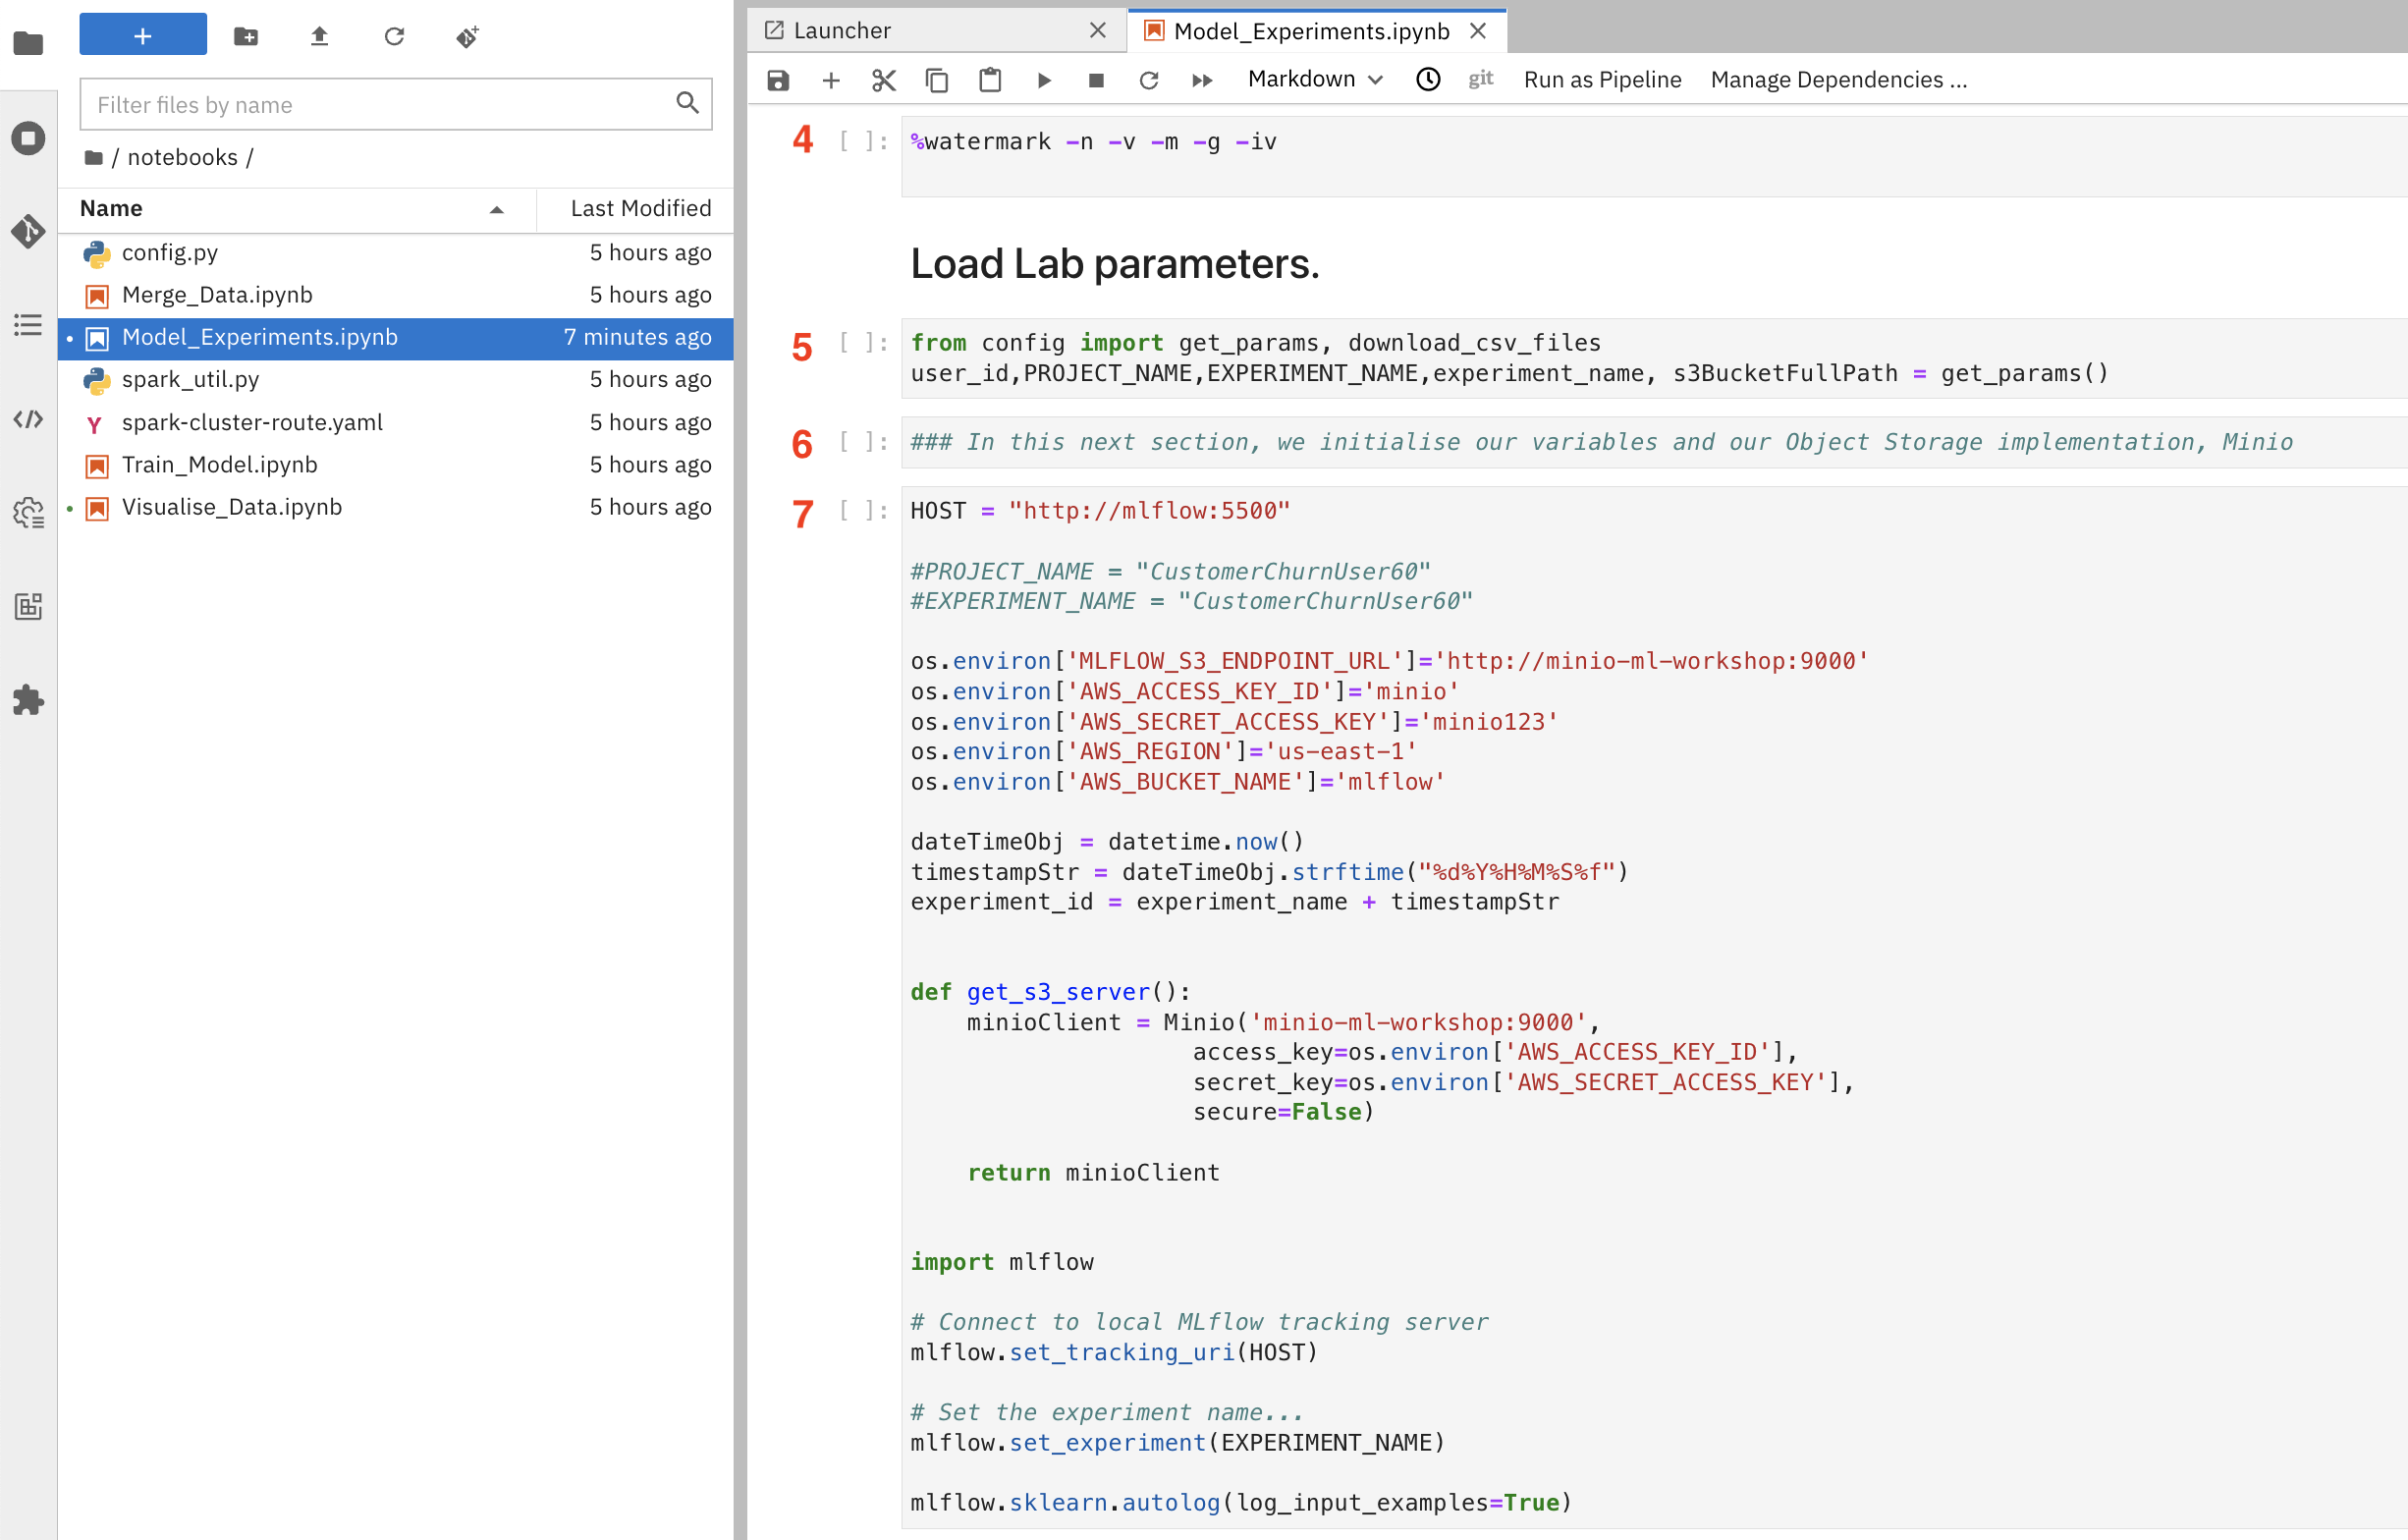 Filter files by name
/ notebooks /
Name Last Modified
config.py 5 hours ago
Merge_Data.ipynb 5 hours ago
Model_Experiments.ipynb 7 minutes ago
spark_util.py 5 hours ago
spark-cluster-route.yaml 5 hours ago
Train_Model.ipynb 5 hours ago
Visualise_Data.ipynb 5 hours ago
Launcher
Model_Experiments.ipynb
Markdown git Run as Pipeline Manage Dependencies ...
4 [ ]: %watermark -n -v -m -g -iv
Load Lab parameters.
5 [ ]: from config import get_params, download_csv_files
user_id,PROJECT_NAME,EXPERIMENT_NAME,experiment_name, s3BucketFullPath = get_params()
6 [ ]: ### In this next section, we initialise our variables and our Object Storage implementation, Minio
7 [ ]: HOST = "http://mlflow:5500"
#PROJECT_NAME = "CustomerChurnUser60"
#EXPERIMENT_NAME = "CustomerChurnUser60"
os.environ['MLFLOW_S3_ENDPOINT_URL']='http://minio-ml-workshop:9000'
os.environ['AWS_ACCESS_KEY_ID']='minio'
os.environ['AWS_SECRET_ACCESS_KEY']='minio123'
os.environ['AWS_REGION']='us-east-1'
os.environ['AWS_BUCKET_NAME']='mlflow'
dateTimeObj = datetime.now()
timestampStr = dateTimeObj.strftime("%d%Y%H%M%S%f")
experiment_id = experiment_name + timestampStr
def get_s3_server():
    minioClient = Minio('minio-ml-workshop:9000',
                    access_key=os.environ['AWS_ACCESS_KEY_ID'],
                    secret_key=os.environ['AWS_SECRET_ACCESS_KEY'],
                    secure=False)
    return minioClient
import mlflow
# Connect to local MLflow tracking server
mlflow.set_tracking_uri(HOST)
# Set the experiment name...
mlflow.set_experiment(EXPERIMENT_NAME)
mlflow.sklearn.autolog(log_input_examples=True)